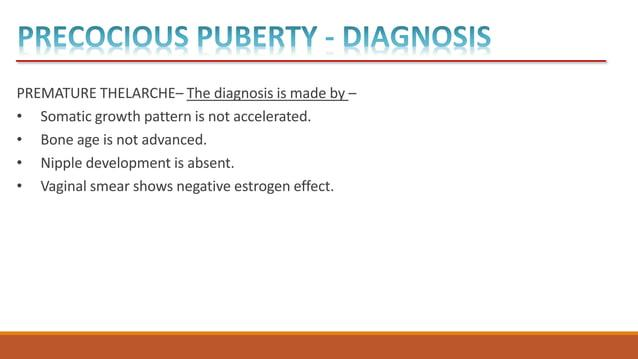 PRECOCIOUS PUBERTY - DIAGNOSIS
PREMATURE THELARCHE– The diagnosis is made by –
• Somatic growth pattern is not accelerated.
• Bone age is not advanced.
• Nipple development is absent.
• Vaginal smear shows negative estrogen effect.